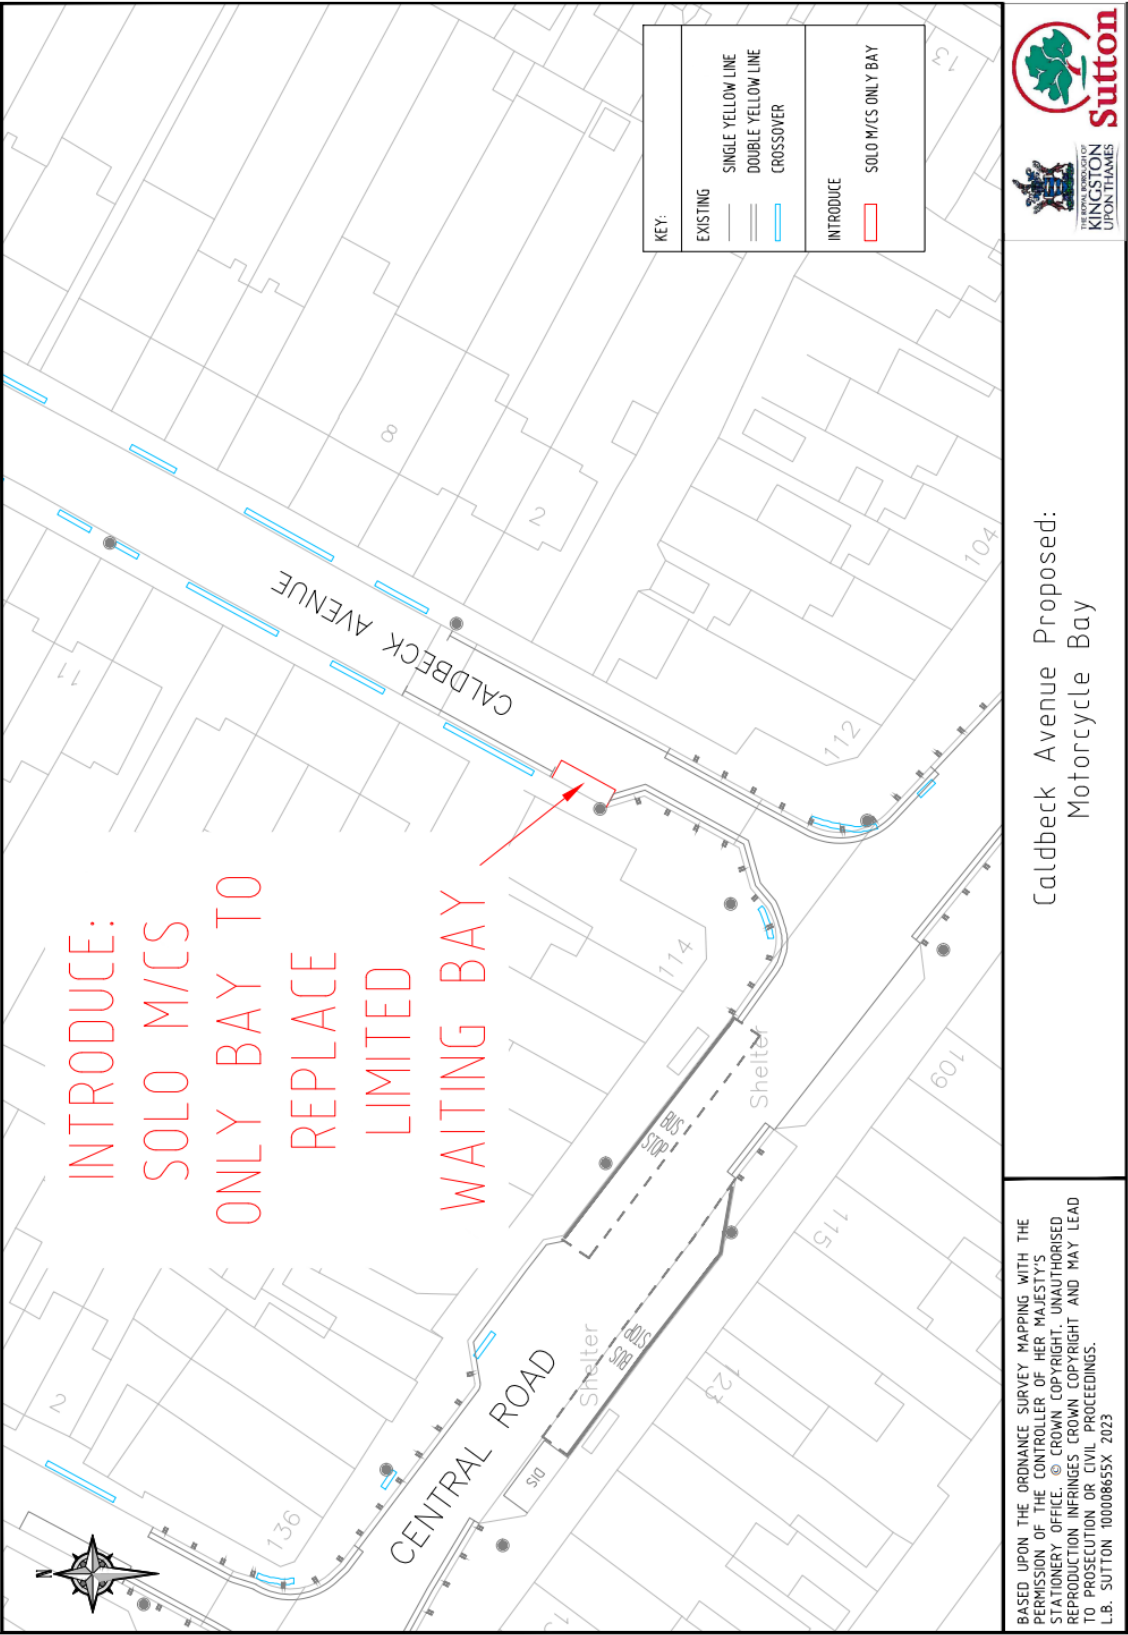 INTRODUCE:
SOLO M/CS
ONLY BAY TO
REPLACE
LIMITED
WAITING BAY
KEY:
EXISTING
SINGLE YELLOW LINE
DOUBLE YELLOW LINE
CROSSOVER
INTRODUCE
SOLO M/CS ONLY BAY
CALDBECK AVENUE
CENTRAL ROAD
N
2
136
11
8
2
13
104
112
114
109
115
123
BUS
STOP
Shelter
BUS
STOP
Shelter
DIS
Caldbeck Avenue Proposed:
Motorcycle Bay
BASED UPON THE ORDNANCE SURVEY MAPPING WITH THE
PERMISSION OF THE CONTROLLER OF HER MAJESTY'S
STATIONERY OFFICE. © CROWN COPYRIGHT. UNAUTHORISED
REPRODUCTION INFRINGES CROWN COPYRIGHT AND MAY LEAD
TO PROSECUTION OR CIVIL PROCEEDINGS.
L.B. SUTTON 100008655X 2023
THE ROYAL BOROUGH OF
KINGSTON
UPON THAMES
Sutton